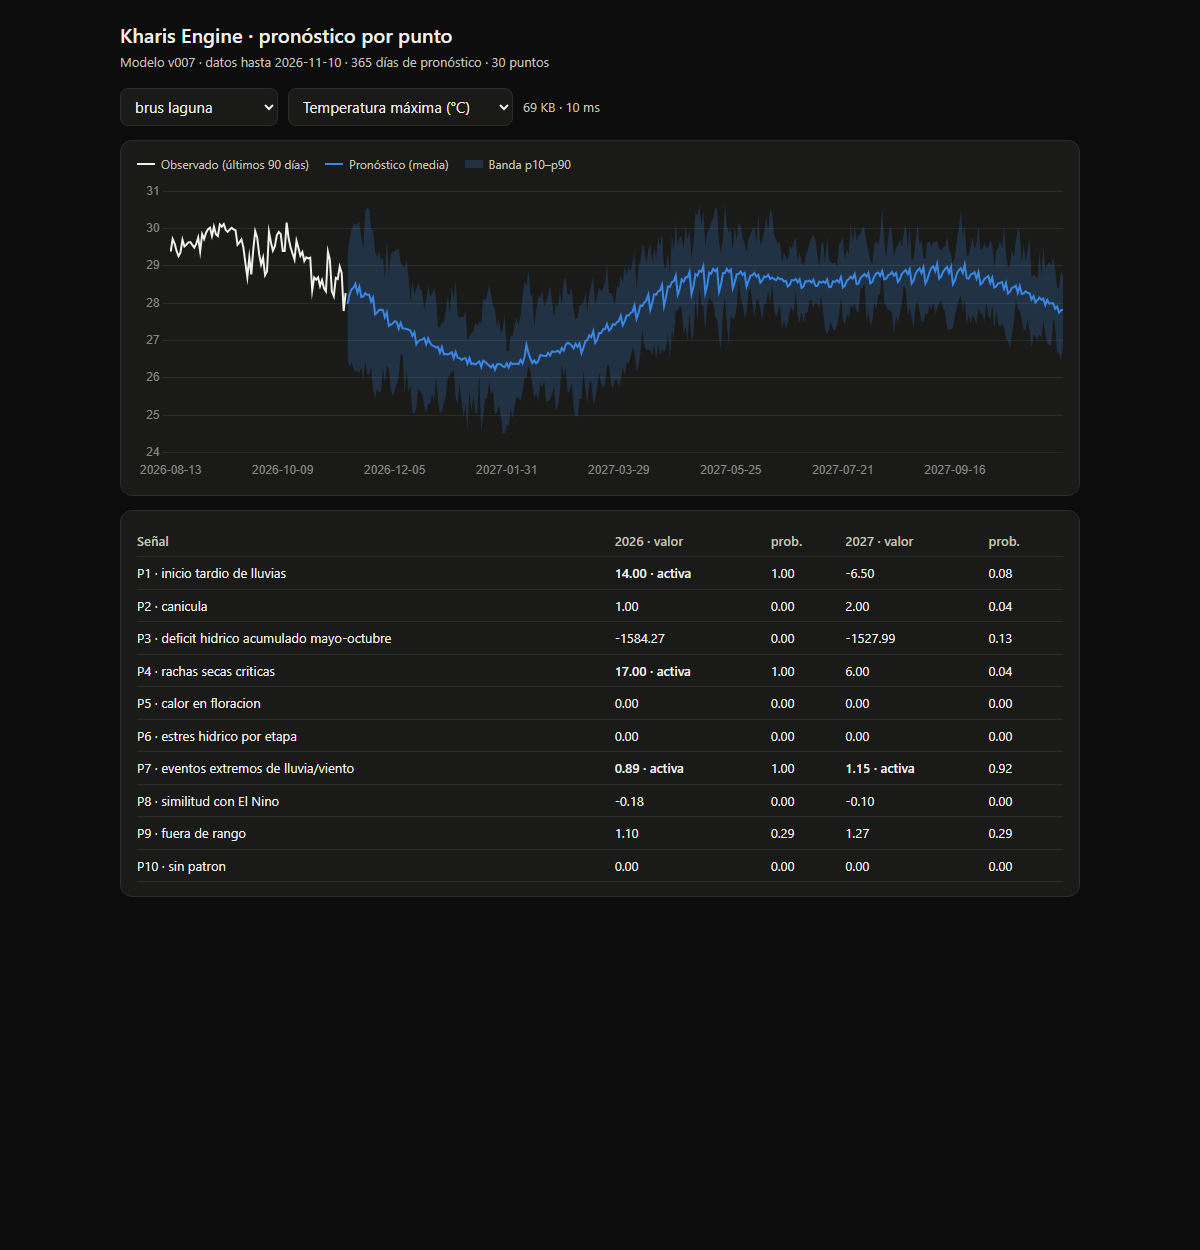 Kharis Engine · pronóstico por punto
Modelo v007 · datos hasta 2026-11-10 · 365 días de pronóstico · 30 puntos
brus laguna Temperatura máxima (°C) 69 KB · 10 ms
Observado (últimos 90 días) Pronóstico (media) Banda p10–p90
31
30
29
28
27
26
25
24
2026-08-13 2026-10-09 2026-12-05 2027-01-31 2027-03-29 2027-05-25 2027-07-21 2027-09-16
Señal 2026 · valor prob. 2027 · valor prob.
P1 · inicio tardio de lluvias 14.00 · activa 1.00 -6.50 0.08
P2 · canicula 1.00 0.00 2.00 0.04
P3 · deficit hidrico acumulado mayo-octubre -1584.27 0.00 -1527.99 0.13
P4 · rachas secas criticas 17.00 · activa 1.00 6.00 0.04
P5 · calor en floracion 0.00 0.00 0.00 0.00
P6 · estres hidrico por etapa 0.00 0.00 0.00 0.00
P7 · eventos extremos de lluvia/viento 0.89 · activa 1.00 1.15 · activa 0.92
P8 · similitud con El Nino -0.18 0.00 -0.10 0.00
P9 · fuera de rango 1.10 0.29 1.27 0.29
P10 · sin patron 0.00 0.00 0.00 0.00